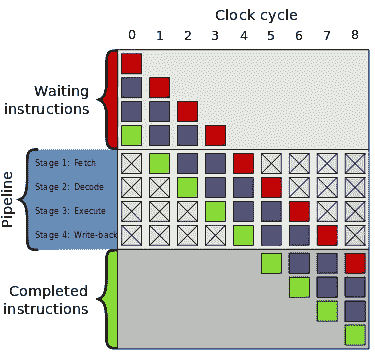 Clock cycle
0 1 2 3 4 5 6 7 8
Waiting
instructions
Pipeline
Stage 1: Fetch
Stage 2: Decode
Stage 3: Execute
Stage 4: Write-back
Completed
instructions